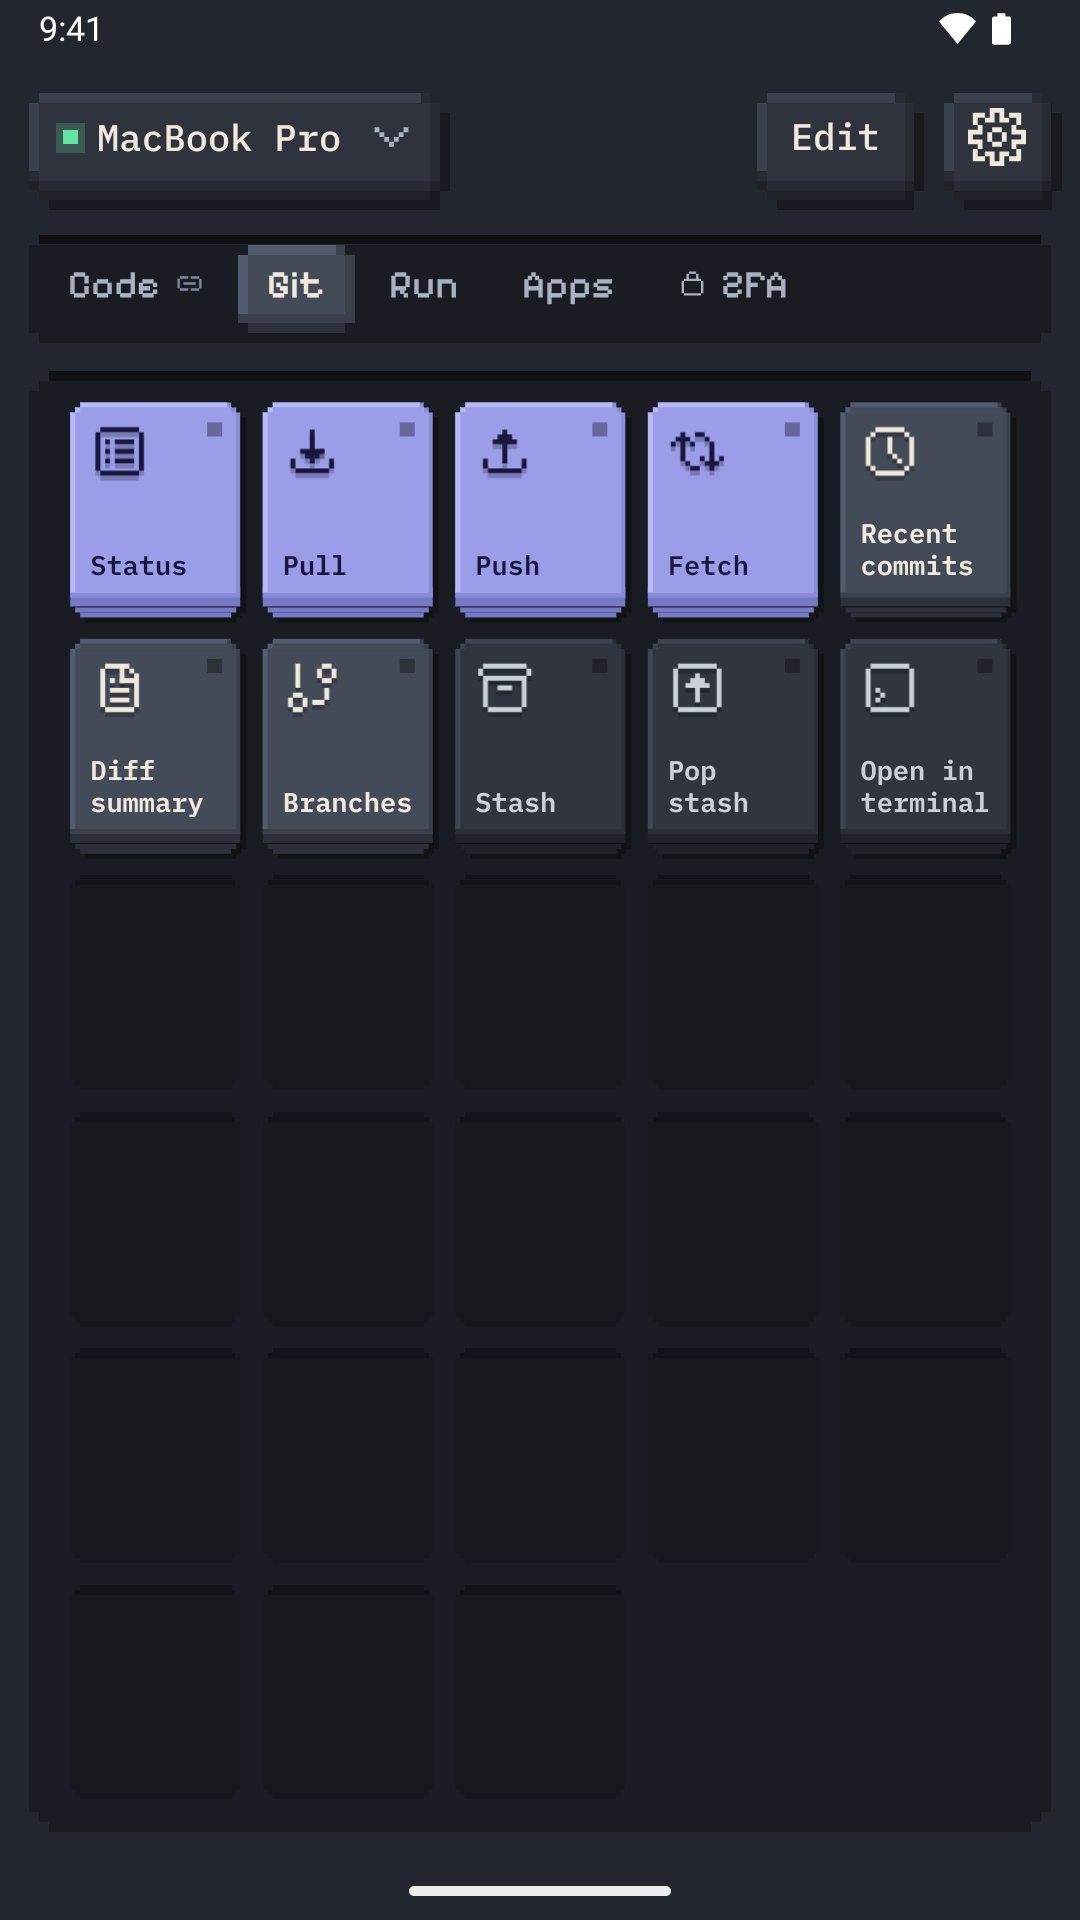 9:41
MacBook Pro
Edit
Code
Git
Run
Apps
2FA
Status
Pull
Push
Fetch
Recent
commits
Diff
summary
Branches
Stash
Pop
stash
Open in
terminal